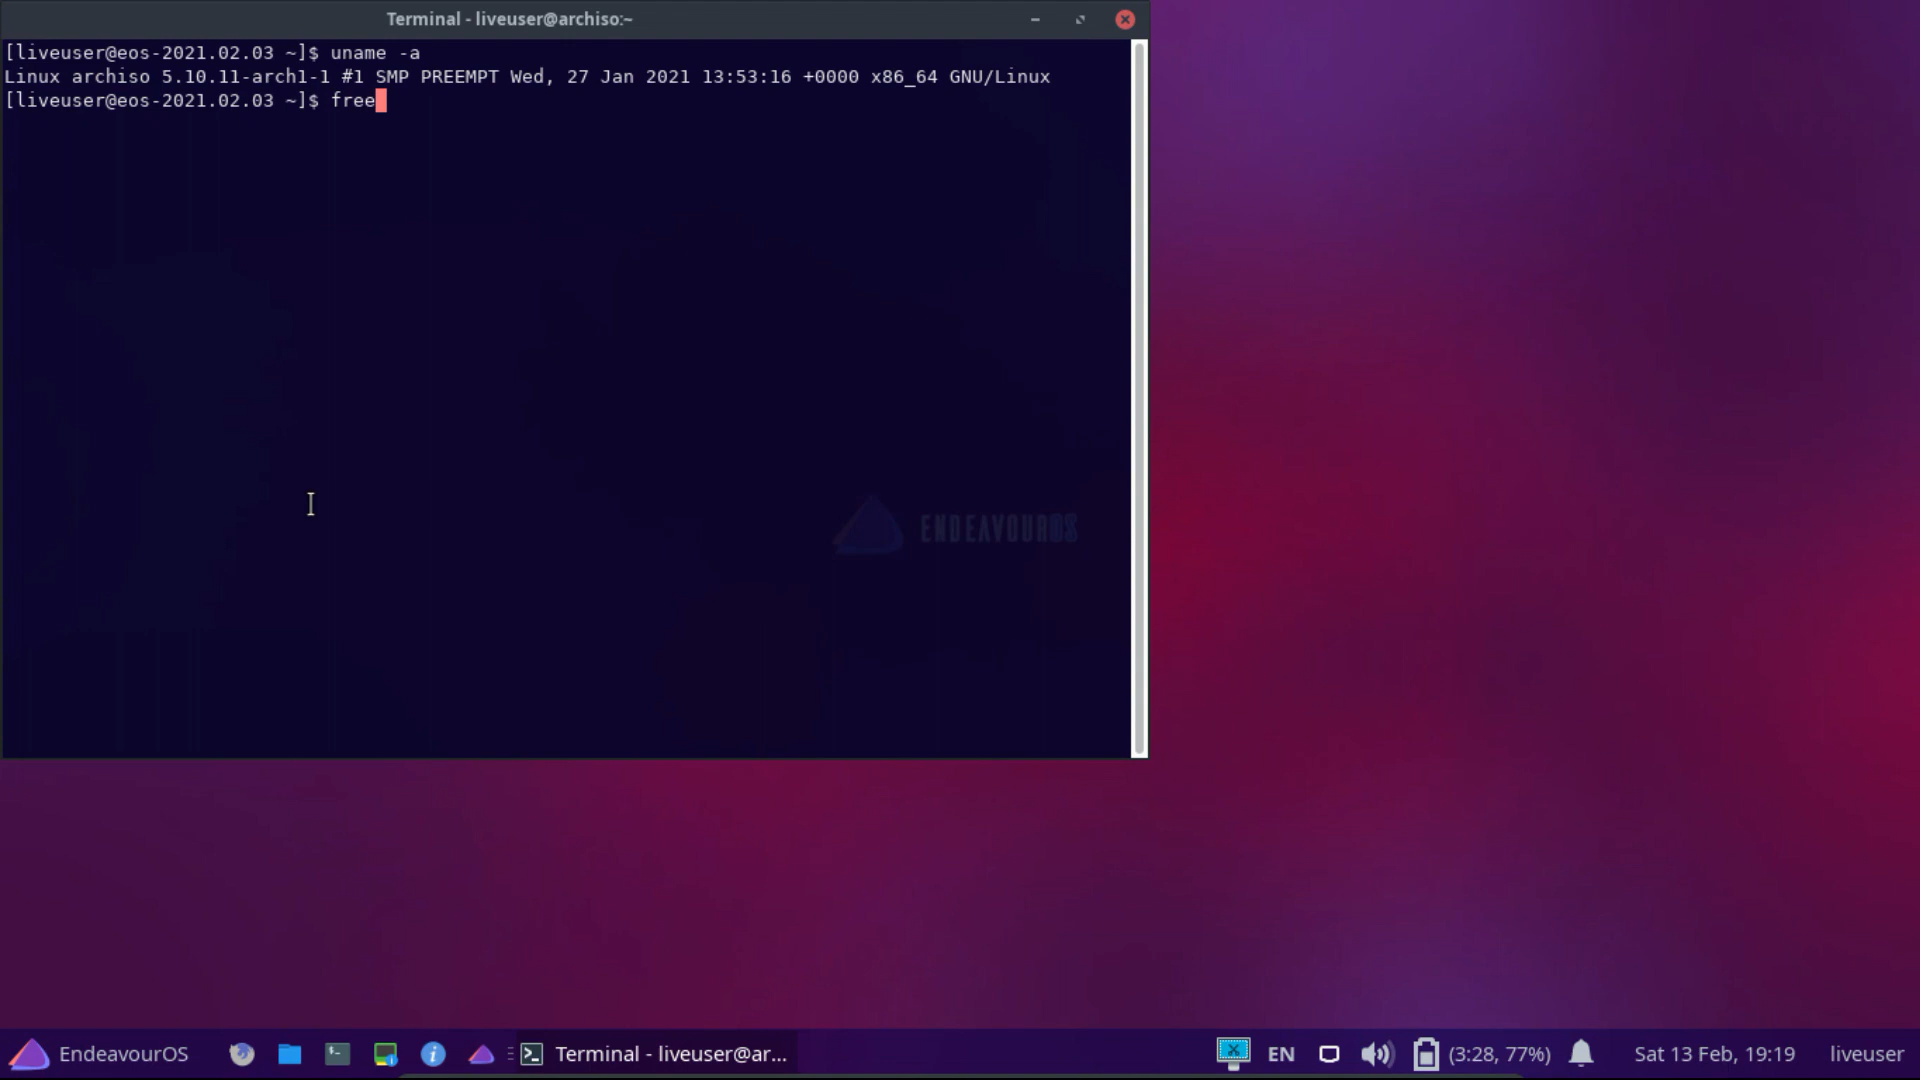 Terminal - liveuser@archiso:~
[liveuser@eos-2021.02.03 ~]$ uname -a
Linux archiso 5.10.11-arch1-1 #1 SMP PREEMPT Wed, 27 Jan 2021 13:53:16 +0000 x86_64 GNU/Linux
[liveuser@eos-2021.02.03 ~]$ free
ENDEAVOUROS
EndeavourOS
Terminal - liveuser@ar...
EN
(3:28, 77%)
Sat 13 Feb, 19:19
liveuser